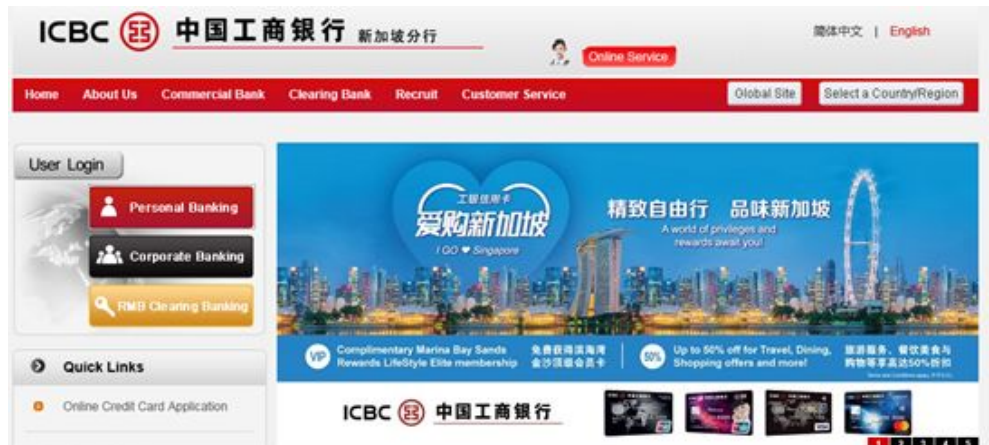 ICBC 中国工商银行 新加坡分行
简体中文 | English
Online Service
Home About Us Commercial Bank Clearing Bank Recruit Customer Service
Global Site Select a Country/Region
User Login
Personal Banking
Corporate Banking
RMB Clearing Banking
Quick Links
Online Credit Card Application
工银信用卡
爱购新加坡
I GO ♥ Singapore
精致自由行 品味新加坡
A world of privileges and
rewards await you!
VIP
Complimentary Marina Bay Sands
Rewards LifeStyle Elite membership
免费获得滨海湾
金沙顶级会员卡
50%
Up to 50% off for Travel, Dining,
Shopping offers and more!
旅游服务、餐饮美食与
购物等享高达50%折扣
ICBC 中国工商银行
1 2 3 4 5